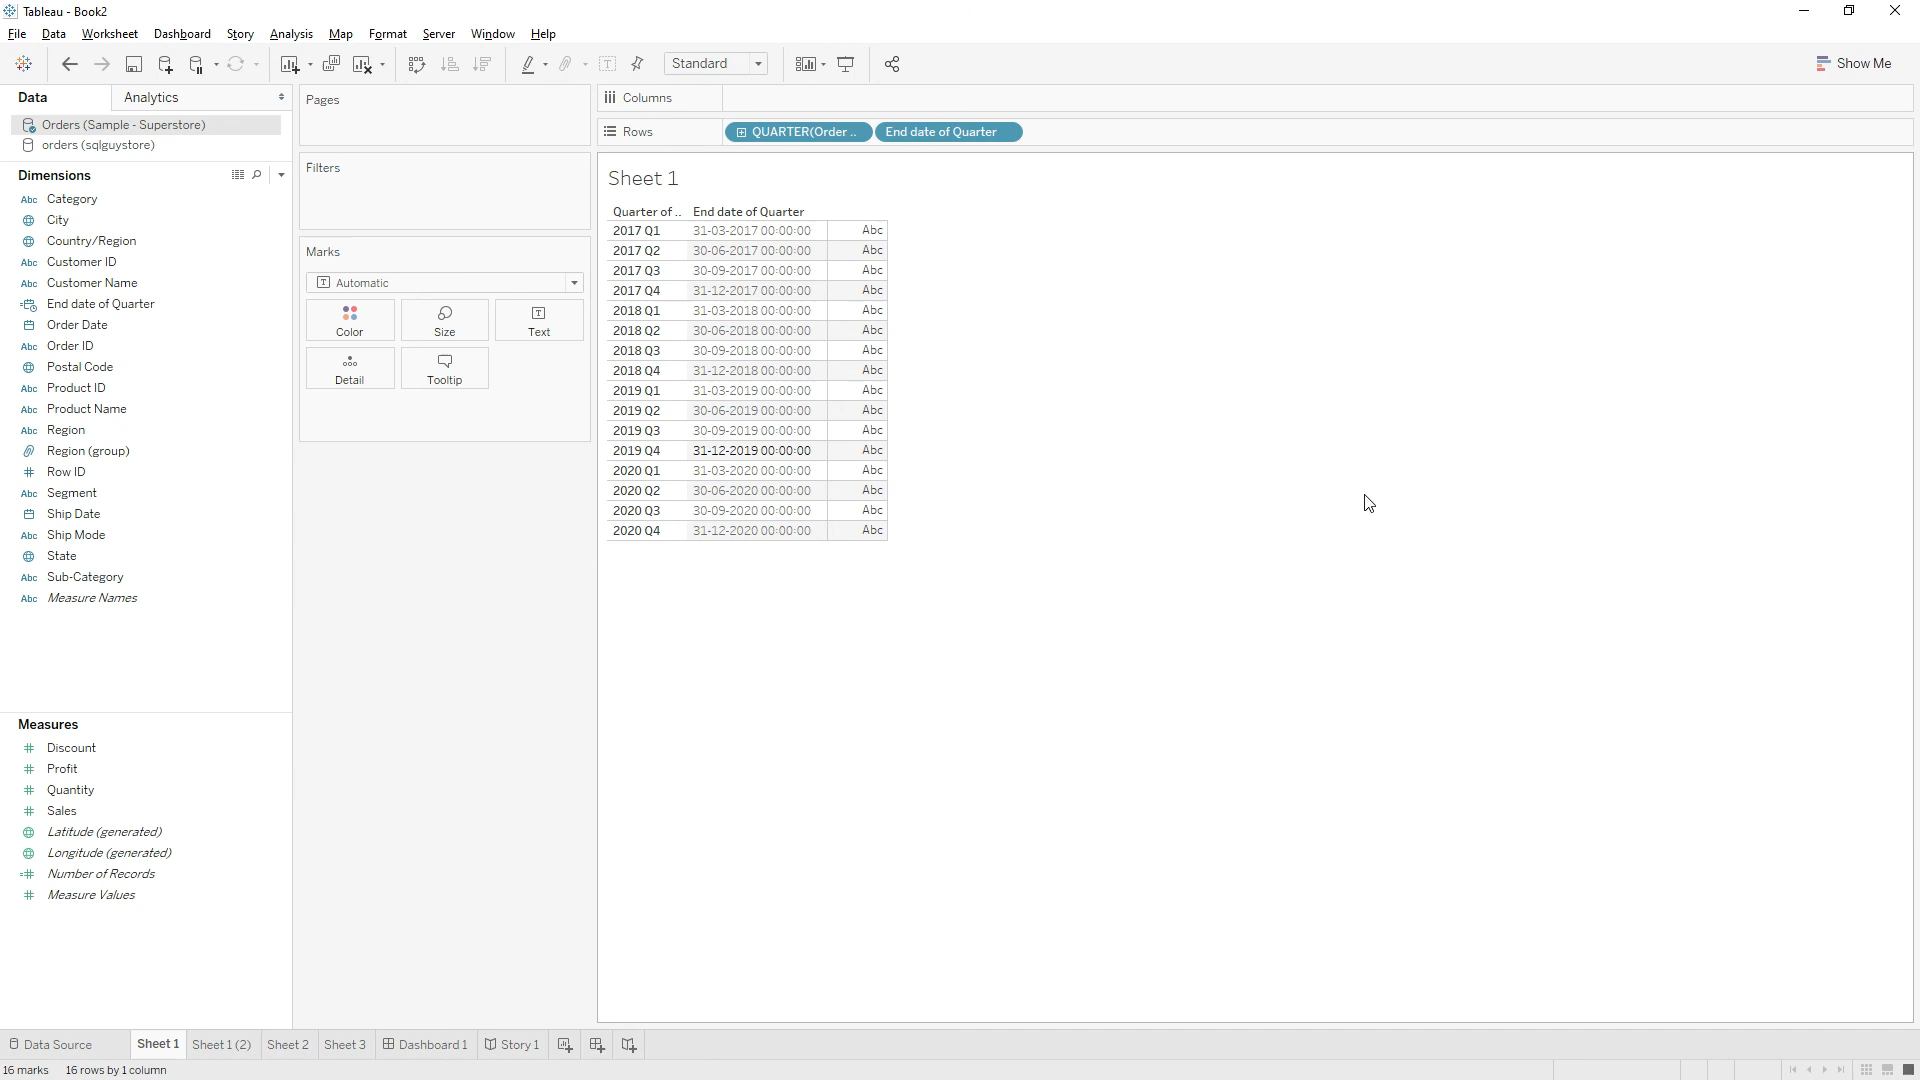 Tableau - Book2
File Data Worksheet Dashboard Story Analysis Map Format Server Window Help
Standard
Show Me
Data Analytics
Orders (Sample - Superstore)
orders (sqlguystore)
Dimensions
Abc Category
City
Country/Region
Abc Customer ID
Abc Customer Name
End date of Quarter
Order Date
Abc Order ID
Postal Code
Abc Product ID
Abc Product Name
Abc Region
Region (group)
# Row ID
Abc Segment
Ship Date
Abc Ship Mode
State
Abc Sub-Category
Abc Measure Names
Measures
# Discount
# Profit
# Quantity
# Sales
Latitude (generated)
Longitude (generated)
=# Number of Records
# Measure Values
Pages
Filters
Marks
T Automatic
Color Size Text
Detail Tooltip
Columns
Rows QUARTER(Order .. End date of Quarter
Sheet 1
Quarter of .. End date of Quarter
2017 Q1 31-03-2017 00:00:00 Abc
2017 Q2 30-06-2017 00:00:00 Abc
2017 Q3 30-09-2017 00:00:00 Abc
2017 Q4 31-12-2017 00:00:00 Abc
2018 Q1 31-03-2018 00:00:00 Abc
2018 Q2 30-06-2018 00:00:00 Abc
2018 Q3 30-09-2018 00:00:00 Abc
2018 Q4 31-12-2018 00:00:00 Abc
2019 Q1 31-03-2019 00:00:00 Abc
2019 Q2 30-06-2019 00:00:00 Abc
2019 Q3 30-09-2019 00:00:00 Abc
2019 Q4 31-12-2019 00:00:00 Abc
2020 Q1 31-03-2020 00:00:00 Abc
2020 Q2 30-06-2020 00:00:00 Abc
2020 Q3 30-09-2020 00:00:00 Abc
2020 Q4 31-12-2020 00:00:00 Abc
Data Source Sheet 1 Sheet 1 (2) Sheet 2 Sheet 3 Dashboard 1 Story 1
16 marks 16 rows by 1 column